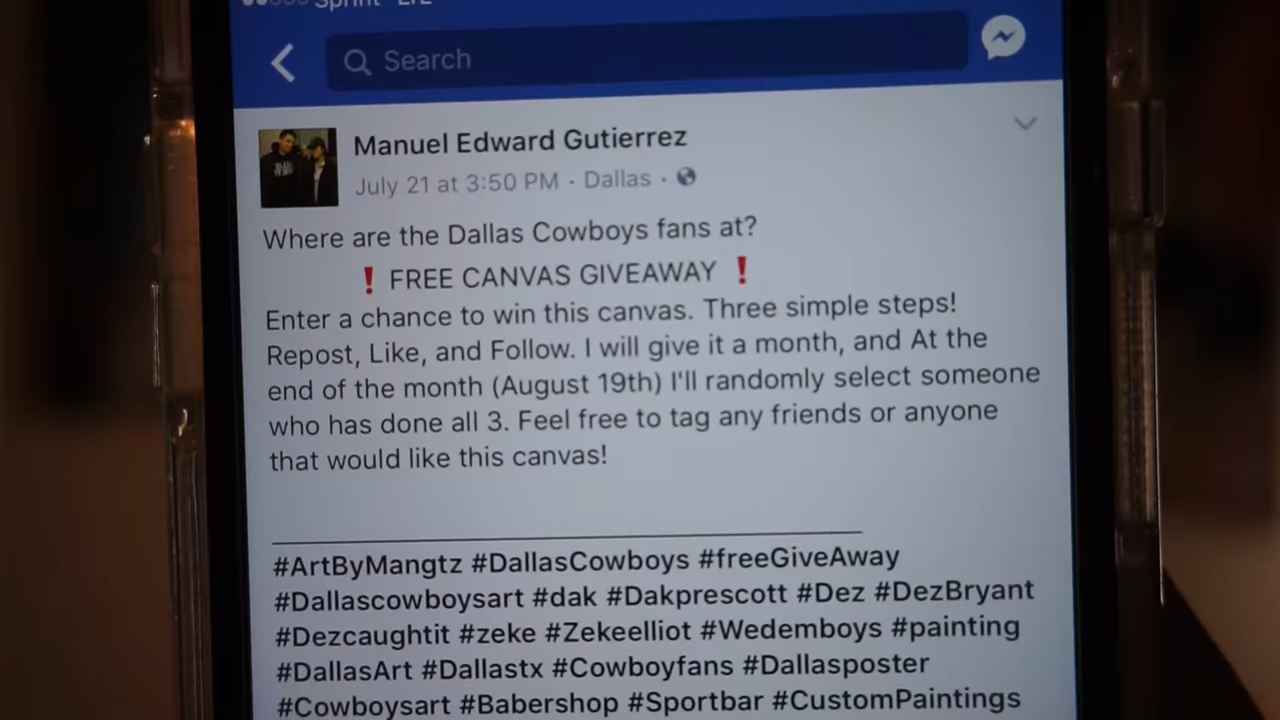 Sprint LTE
Search
Manuel Edward Gutierrez
July 21 at 3:50 PM · Dallas ·
Where are the Dallas Cowboys fans at?
❗ FREE CANVAS GIVEAWAY ❗
Enter a chance to win this canvas. Three simple steps!
Repost, Like, and Follow. I will give it a month, and At the
end of the month (August 19th) I'll randomly select someone
who has done all 3. Feel free to tag any friends or anyone
that would like this canvas!
#ArtByMangtz #DallasCowboys #freeGiveAway
#Dallascowboysart #dak #Dakprescott #Dez #DezBryant
#Dezcaughtit #zeke #Zekeelliot #Wedemboys #painting
#DallasArt #Dallastx #Cowboyfans #Dallasposter
#Cowboysart #Babershop #Sportbar #CustomPaintings